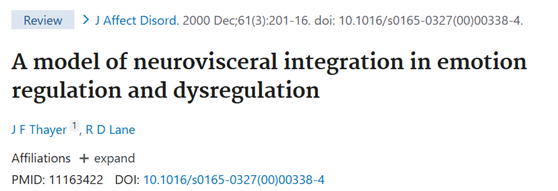 Review > J Affect Disord. 2000 Dec;61(3):201-16. doi: 10.1016/s0165-0327(00)00338-4.
A model of neurovisceral integration in emotion
regulation and dysregulation
J F Thayer 1, R D Lane
Affiliations + expand
PMID: 11163422 DOI: 10.1016/s0165-0327(00)00338-4